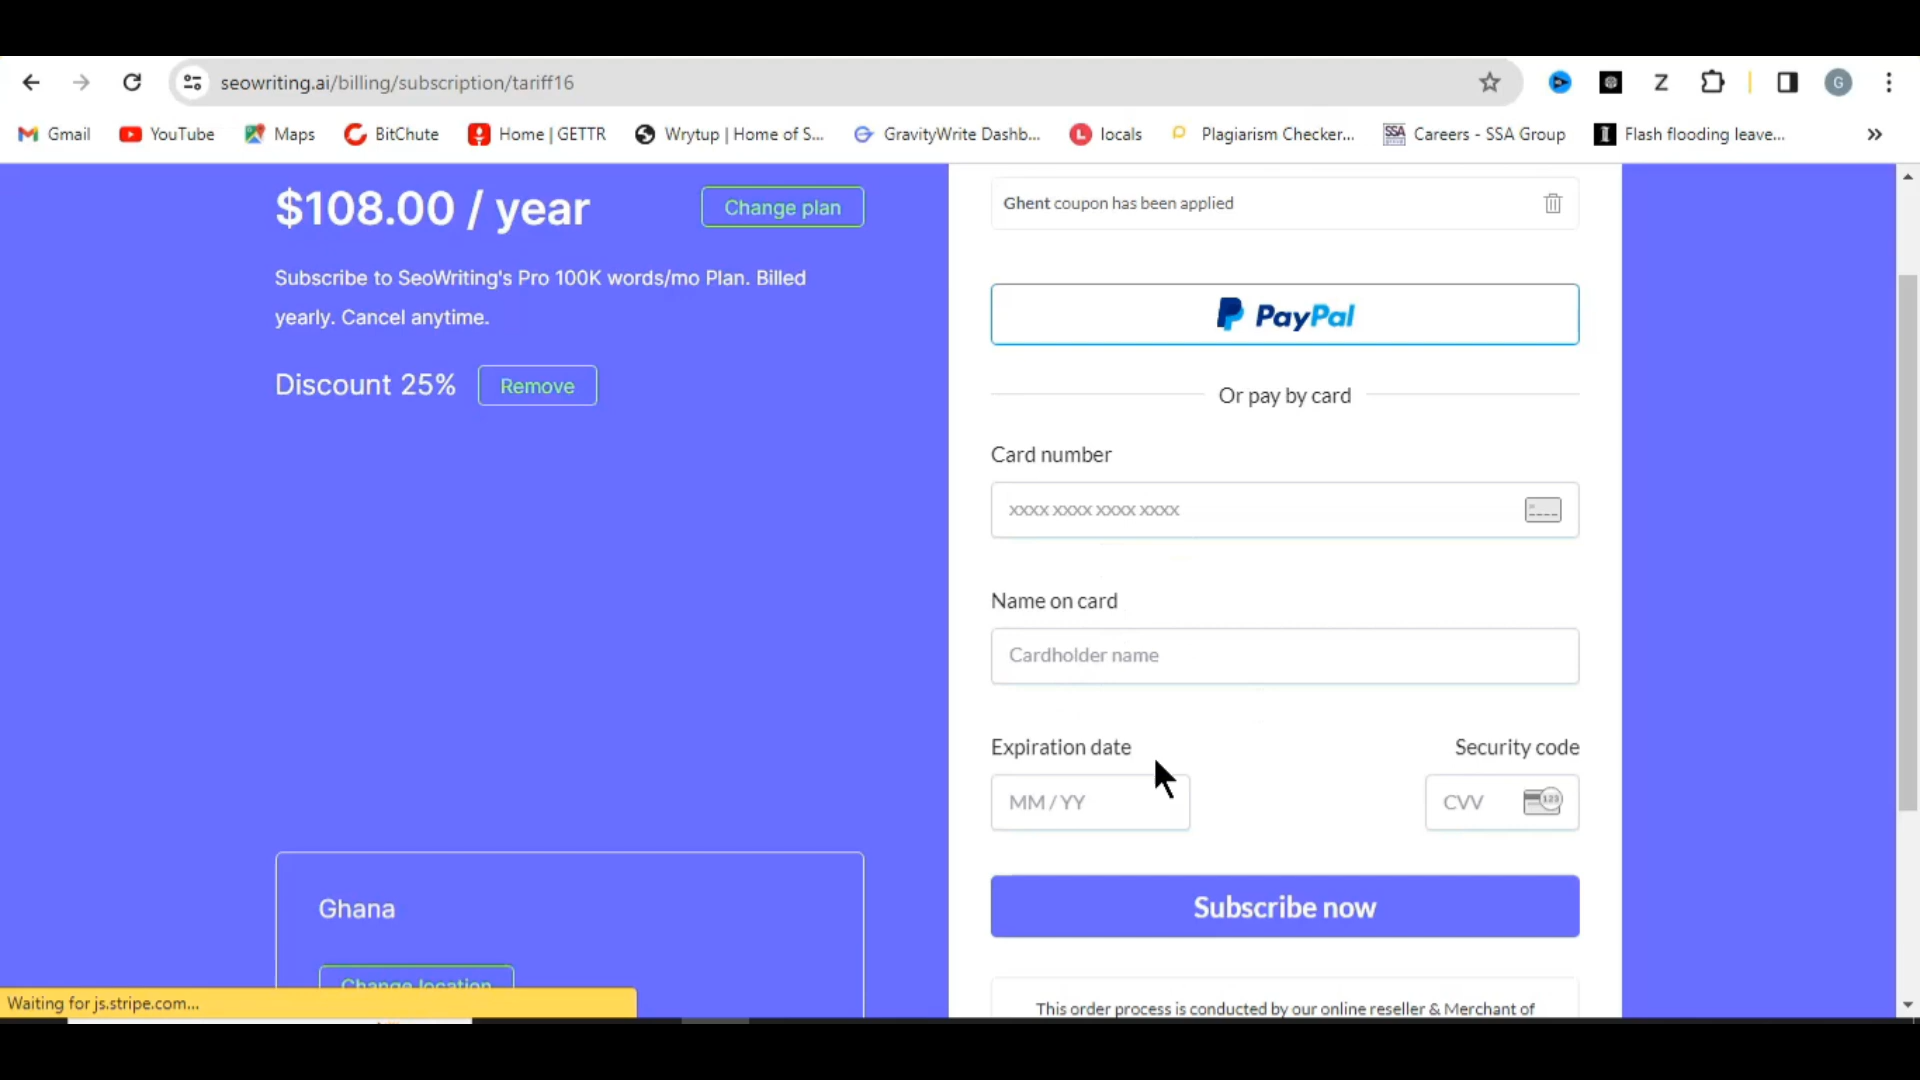 seowriting.ai/billing/subscription/tariff16
G
Gmail
YouTube
Maps
BitChute
Home | GETTR
Wrytup | Home of S...
GravityWrite Dashb...
locals
Plagiarism Checker...
Careers - SSA Group
Flash flooding leave...
$108.00 / year
Change plan
Subscribe to SeoWriting's Pro 100K words/mo Plan. Billed
yearly. Cancel anytime.
Discount 25%
Remove
Ghana
Change location
Ghent coupon has been applied
PayPal
Or pay by card
Card number
xxxx xxxx xxxx xxxx
Name on card
Cardholder name
Expiration date
Security code
MM / YY
CVV
123
Subscribe now
This order process is conducted by our online reseller & Merchant of
Waiting for js.stripe.com...